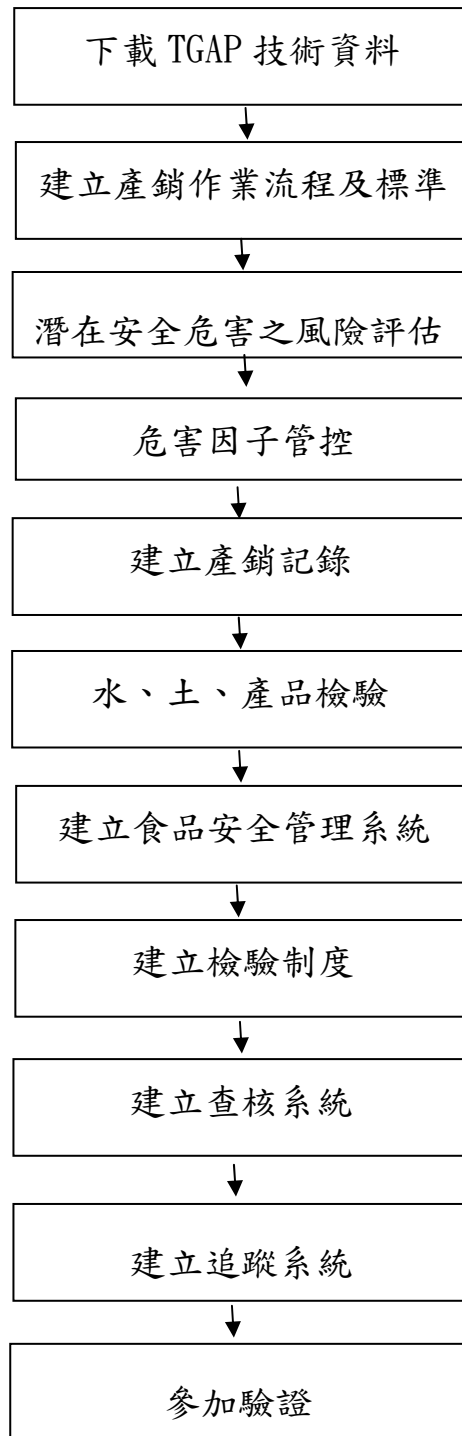 下載 TGAP 技術資料
建立產銷作業流程及標準
潛在安全危害之風險評估
危害因子管控
建立產銷記錄
水、土、產品檢驗
建立食品安全管理系統
建立檢驗制度
建立查核系統
建立追蹤系統
參加驗證